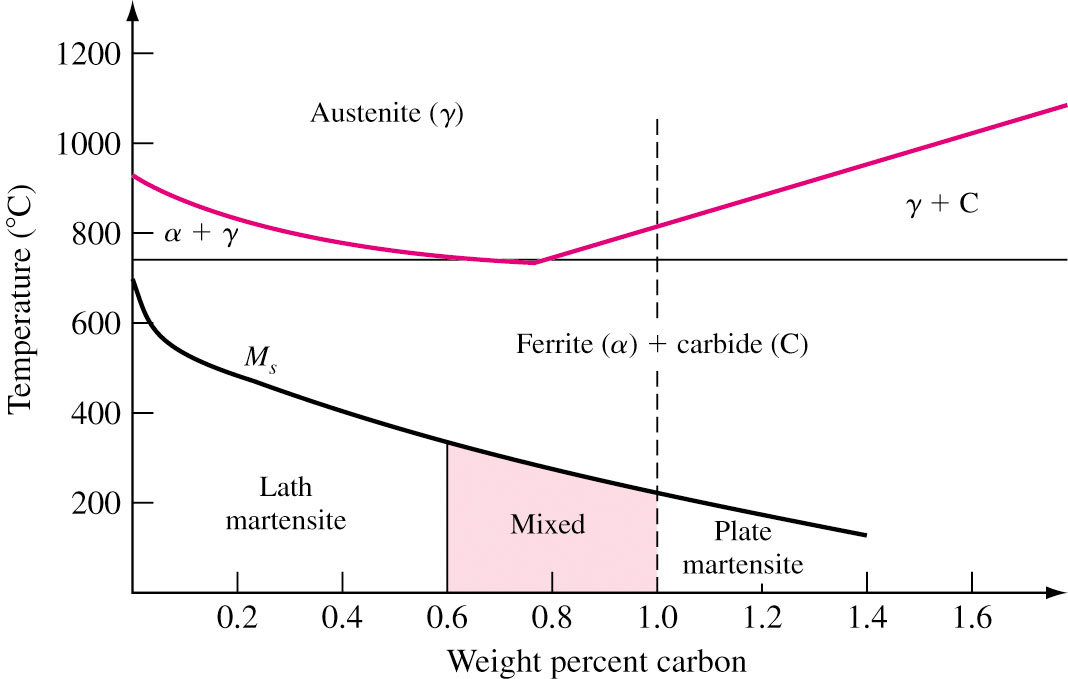 1200
Austenite (γ)
1000
γ + C
800
α + γ
600
Ferrite (α) + carbide (C)
Mₛ
400
Lath
martensite
200
Mixed
Plate
martensite
0.2 0.4 0.6 0.8 1.0 1.2 1.4 1.6
Weight percent carbon
Temperature (°C)